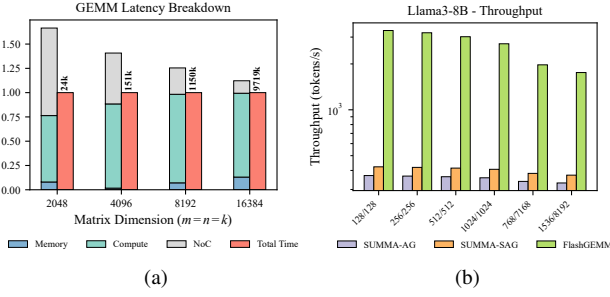 GEMM Latency Breakdown
1.50
1.25
1.00
0.75
0.50
0.25
0.00
24k
151k
1150k
9719k
2048
4096
8192
16384
Matrix Dimension (m=n=k)
Memory
Compute
NoC
Total Time
(a)
Llama3-8B - Throughput
Throughput (tokens/s)
10³
128/128
256/256
512/512
1024/1024
768/7168
1536/8192
SUMMA-AG
SUMMA-SAG
FlashGEMM
(b)